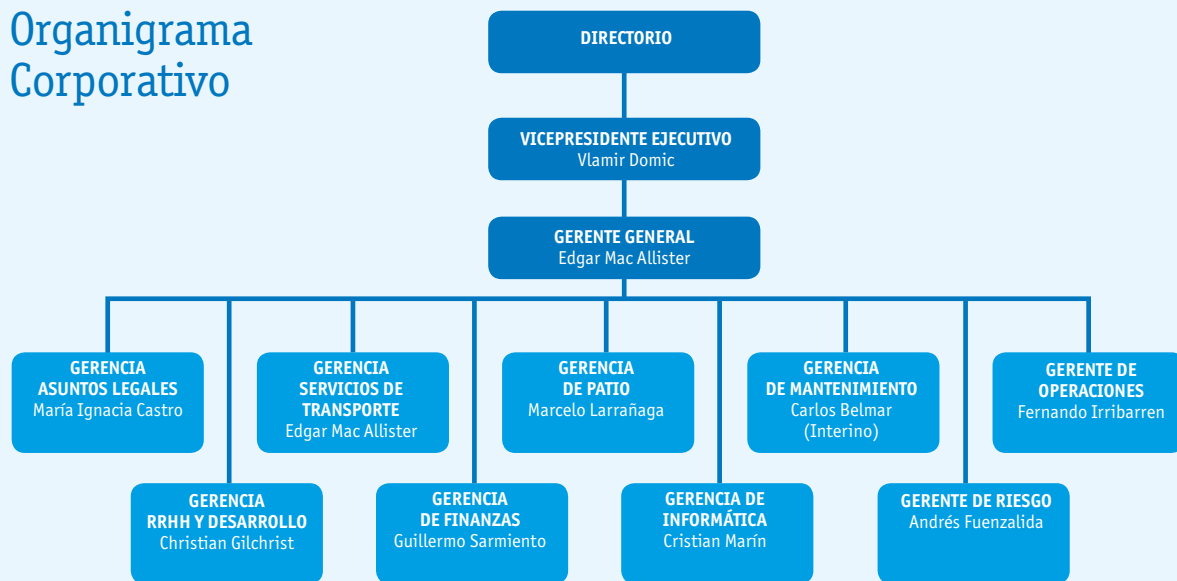 Organigrama
Corporativo
DIRECTORIO
VICEPRESIDENTE EJECUTIVO
Vlamir Domic
GERENTE GENERAL
Edgar Mac Allister
GERENCIA
ASUNTOS LEGALES
María Ignacia Castro
GERENCIA
SERVICIOS DE
TRANSPORTE
Edgar Mac Allister
GERENCIA
DE PATIO
Marcelo Larrañaga
GERENCIA
DE MANTENIMIENTO
Carlos Belmar
(Interino)
GERENTE DE
OPERACIONES
Fernando Irribarren
GERENCIA
RRHH Y DESARROLLO
Christian Gilchrist
GERENCIA
DE FINANZAS
Guillermo Sarmiento
GERENCIA DE
INFORMÁTICA
Cristian Marín
GERENTE DE RIESGO
Andrés Fuenzalida